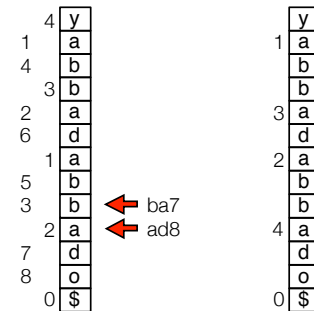 4 y y
1 a 1 a
4 b b
3 b b
2 a 3 a
6 d d
1 a 2 a
5 b b
3 b ba7 b
2 a ad8 4 a
7 d d
8 o o
0 $ 0 $